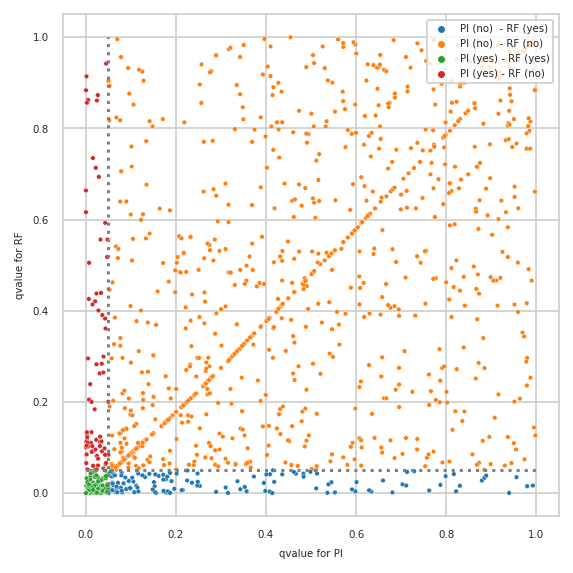 PI (no)  - RF (yes)
PI (no)  - RF (no)
PI (yes) - RF (yes)
PI (yes) - RF (no)
1.0
0.8
0.6
0.4
0.2
0.0
qvalue for RF
0.0 0.2 0.4 0.6 0.8 1.0
qvalue for PI